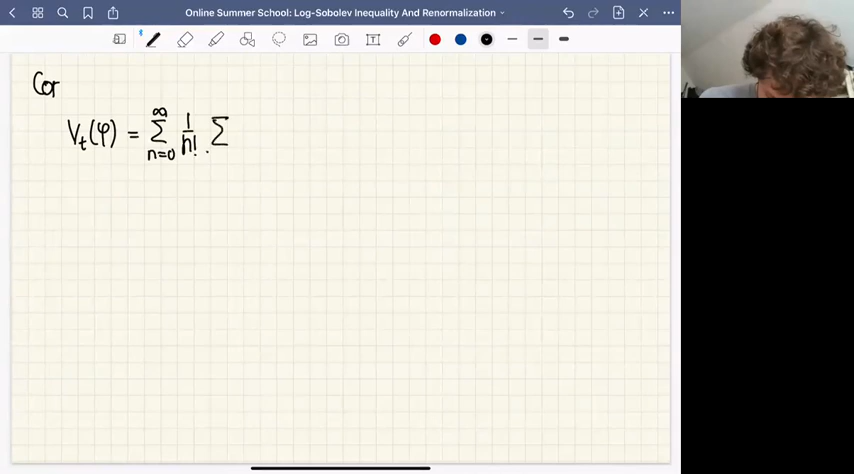 Online Summer School: Log-Sobolev Inequality And Renormalization
Cor
V_t(φ) = ∑_{n=0}^{∞} 1/n! ∑